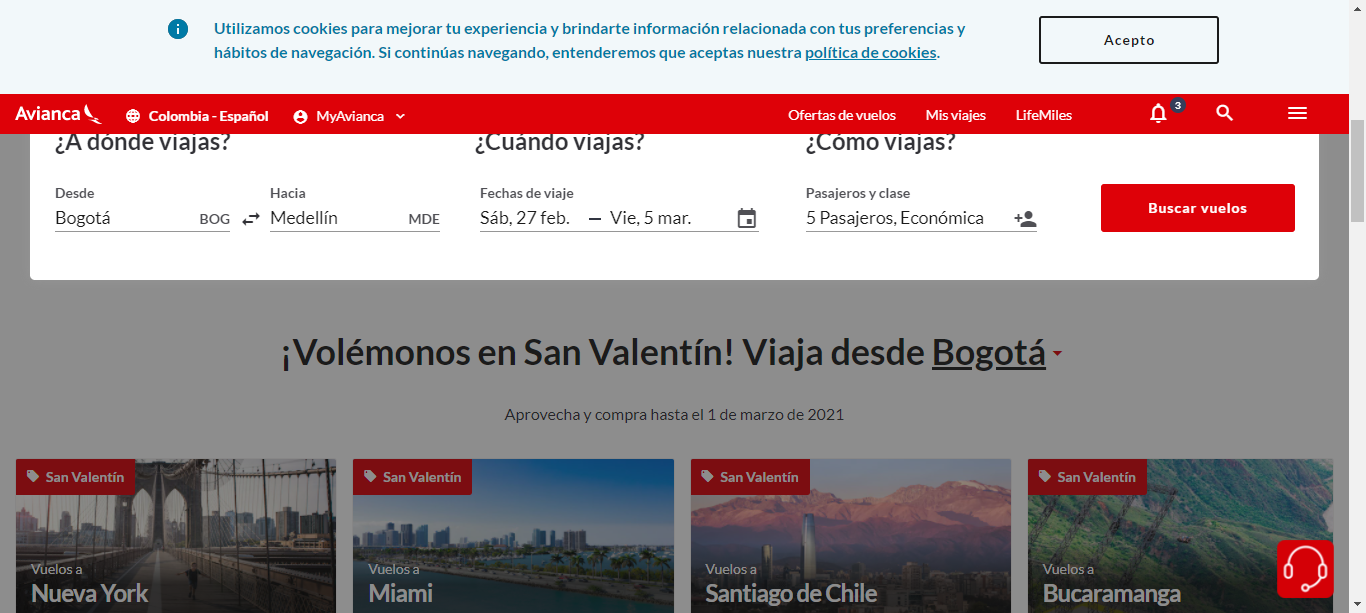 Utilizamos cookies para mejorar tu experiencia y brindarte información relacionada con tus preferencias y
hábitos de navegación. Si continúas navegando, entenderemos que aceptas nuestra política de cookies.
Acepto
Avianca
Colombia - Español
MyAvianca
Ofertas de vuelos
Mis viajes
LifeMiles
3
¿A dónde viajas?
¿Cuándo viajas?
¿Cómo viajas?
Desde
Hacia
Fechas de viaje
Pasajeros y clase
Bogotá BOG
Medellín MDE
Sáb, 27 feb. — Vie, 5 mar.
5 Pasajeros, Económica
Buscar vuelos
¡Volémonos en San Valentín! Viaja desde Bogotá
Aprovecha y compra hasta el 1 de marzo de 2021
San Valentín
San Valentín
San Valentín
San Valentín
Vuelos a
Nueva York
Vuelos a
Miami
Vuelos a
Santiago de Chile
Vuelos a
Bucaramanga